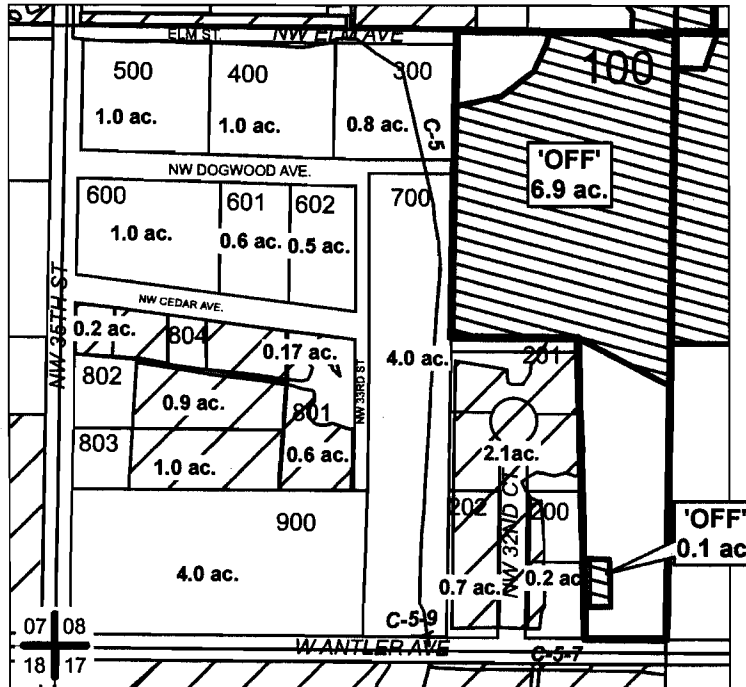 ELM ST.
NW ELM AVE
500
400
300
100
1.0 ac.
1.0 ac.
0.8 ac.
C-5
'OFF'
6.9 ac.
NW DOGWOOD AVE.
600
601
602
700
1.0 ac.
0.6 ac.
0.5 ac.
NW 35TH ST
NW CEDAR AVE.
0.2 ac.
804
0.17 ac.
4.0 ac.
201
802
0.9 ac.
801
NW 33RD ST
803
1.0 ac.
0.6 ac.
2.1ac.
202
NW 32ND CT
200
900
'OFF'
0.1 ac
4.0 ac.
0.7 ac.
0.2 ac
C-5-9
07 08
18 17
W ANTLER AVE
C-5-7